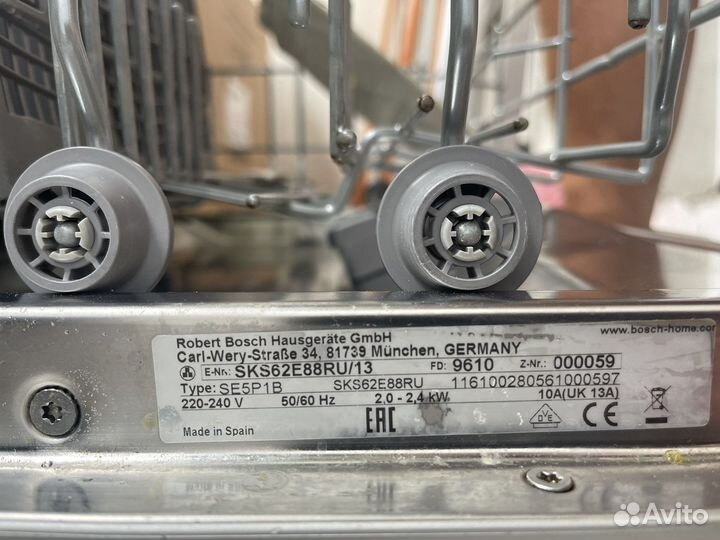 Robert Bosch Hausgeräte GmbH
www.bosch-home.co
Carl-Wery-Straße 34, 81739 München, GERMANY
E-Nr.: SKS62E88RU/13 FD: 9610 Z-Nr.: 000059
Type: SE5P1B SKS62E88RU 116100280561000597
220-240 V 50/60 Hz 2,0 - 2,4 kW 10A(UK 13A)
Made in Spain EAC DVE CE
Avito